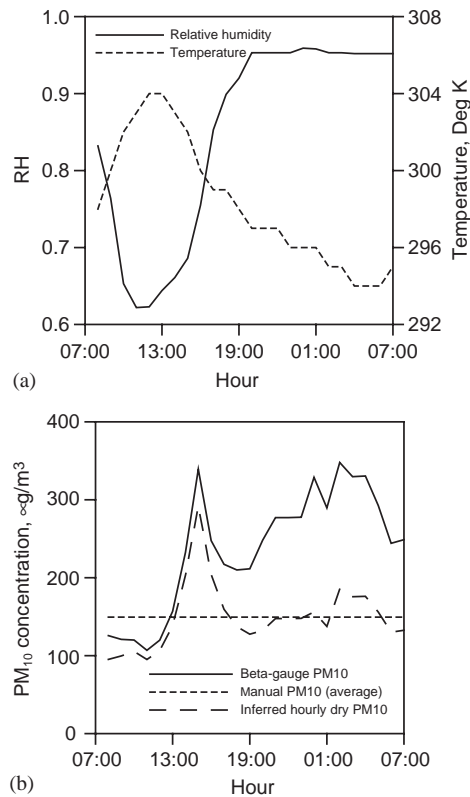 1.0
0.9
0.8
0.7
0.6
RH
Relative humidity
Temperature
308
304
300
296
292
Temperature, Deg K
07:00 13:00 19:00 01:00 07:00
Hour
(a)
400
300
200
100
0
PM10 concentration, ∝g/m3
Beta-gauge PM10
Manual PM10 (average)
Inferred hourly dry PM10
07:00 13:00 19:00 01:00 07:00
Hour
(b)